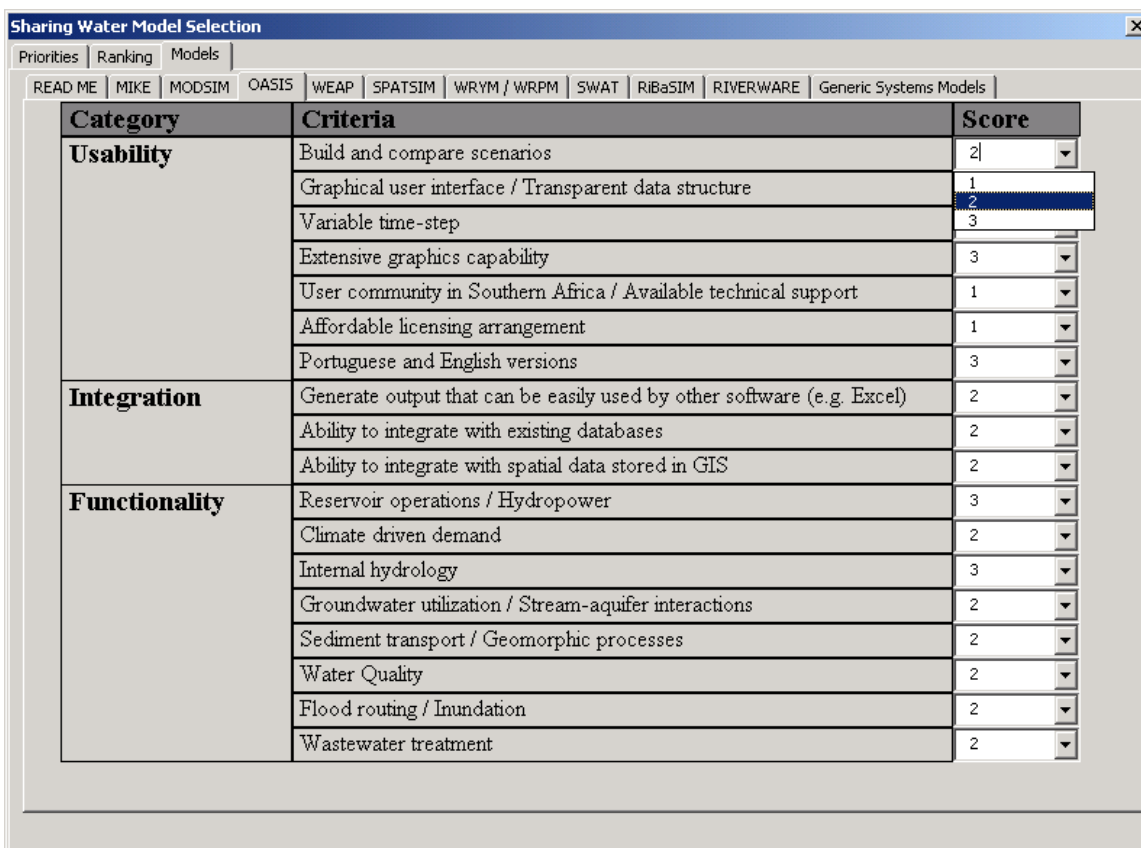 Sharing Water Model Selection
Priorities Ranking Models
READ ME MIKE MODSIM OASIS WEAP SPATSIM WRYM / WRPM SWAT RiBaSIM RIVERWARE Generic Systems Models
Category Criteria Score
Usability Build and compare scenarios 2
Graphical user interface / Transparent data structure 1
2
Variable time-step 3
Extensive graphics capability 3
User community in Southern Africa / Available technical support 1
Affordable licensing arrangement 1
Portuguese and English versions 3
Integration Generate output that can be easily used by other software (e.g. Excel) 2
Ability to integrate with existing databases 2
Ability to integrate with spatial data stored in GIS 2
Functionality Reservoir operations / Hydropower 3
Climate driven demand 2
Internal hydrology 3
Groundwater utilization / Stream-aquifer interactions 2
Sediment transport / Geomorphic processes 2
Water Quality 2
Flood routing / Inundation 2
Wastewater treatment 2